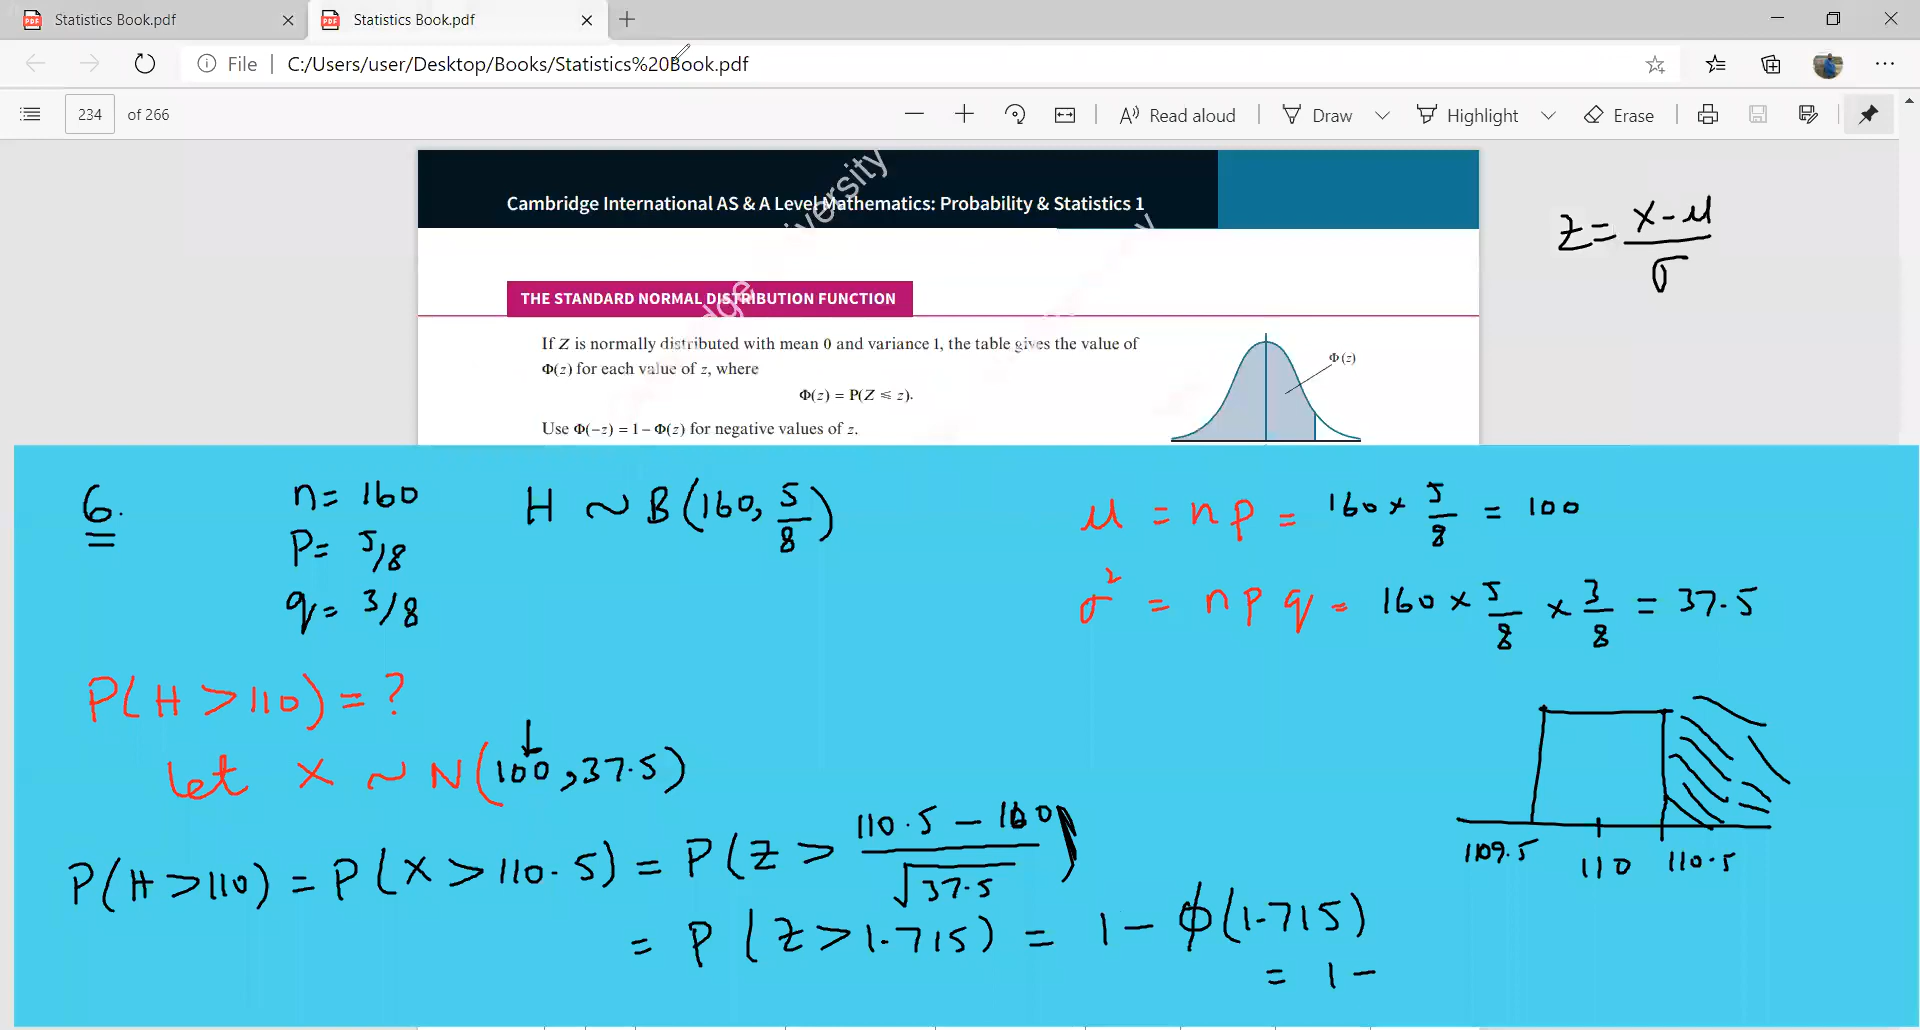 Statistics Book.pdf
Statistics Book.pdf
File
C:/Users/user/Desktop/Books/Statistics%20Book.pdf
234 of 266
Read aloud
Draw
Highlight
Erase
Cambridge International AS & A Level Mathematics: Probability & Statistics 1
THE STANDARD NORMAL DISTRIBUTION FUNCTION
If Z is normally distributed with mean 0 and variance 1, the table gives the value of
Φ(z) for each value of z, where
Φ(z) = P(Z ⩽ z).
Use Φ(−z) = 1 − Φ(z) for negative values of z.
Φ(z)
z = (x − μ)/σ
6.
n = 160
P = 5/8
q = 3/8
H ~ B(160, 5/8)
μ = np = 160 × 5/8 = 100
σ² = npq = 160 × 5/8 × 3/8 = 37.5
P(H > 110) = ?
let X ~ N(100, 37.5)
P(H > 110) = P(X > 110.5) = P(Z > (110.5 − 100)/√37.5)
= P(Z > 1.715) = 1 − Φ(1.715)
= 1 −
1109.5
110
110.5